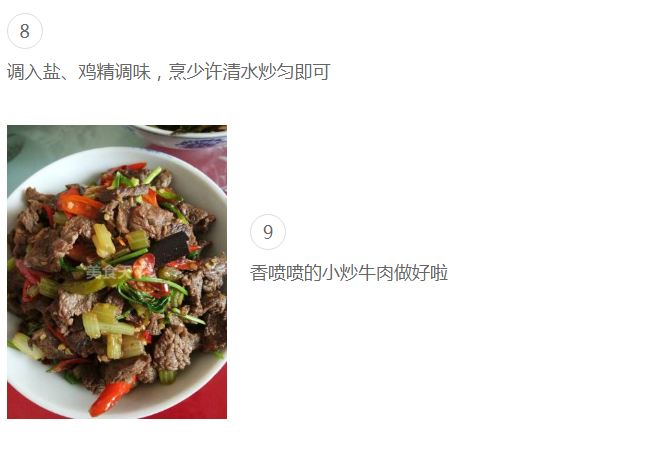 8
调入盐、鸡精调味，烹少许清水炒匀即可
美食天
9
香喷喷的小炒牛肉做好啦